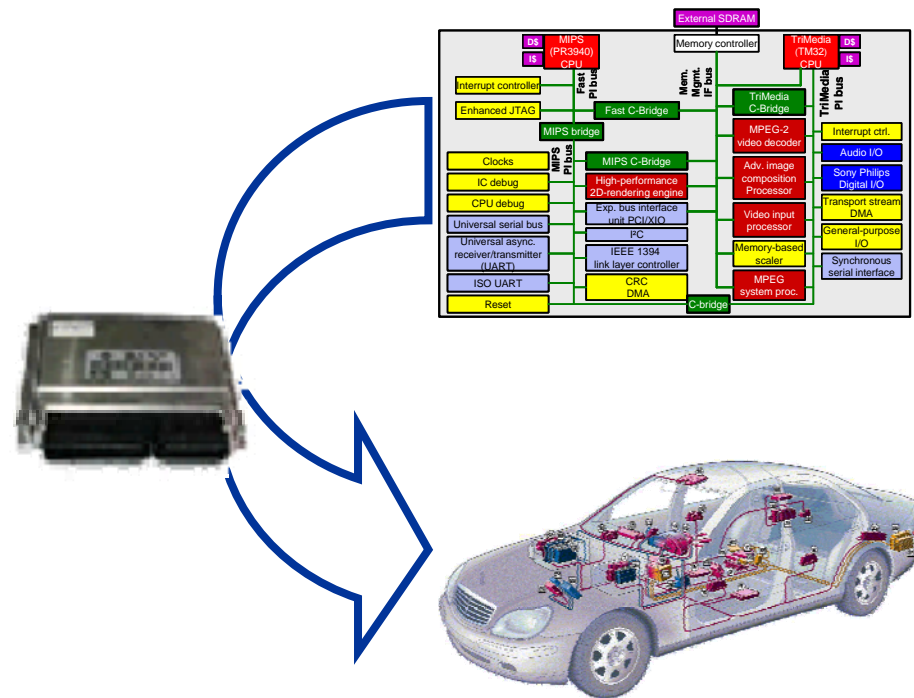 External SDRAM
D$
I$
MIPS
(PR3940)
CPU
Memory controller
TriMedia
(TM32)
CPU
D$
I$
Fast
PI bus
Mem.
Mgmt.
IF bus
TriMedia
PI bus
Interrupt controller
Enhanced JTAG
Fast C-Bridge
TriMedia
C-Bridge
MIPS bridge
MIPS
PI bus
MPEG-2
video decoder
Interrupt ctrl.
Audio I/O
Clocks
MIPS C-Bridge
Adv. image
composition
Processor
Sony Philips
Digital I/O
IC debug
High-performance
2D-rendering engine
CPU debug
Transport stream
DMA
Universal serial bus
Exp. bus interface
unit PCI/XIO
Video input
processor
General-purpose
I/O
I²C
Universal async.
receiver/transmitter
(UART)
IEEE 1394
link layer controller
Memory-based
scaler
Synchronous
serial interface
ISO UART
CRC
DMA
MPEG
system proc.
Reset
C-bridge